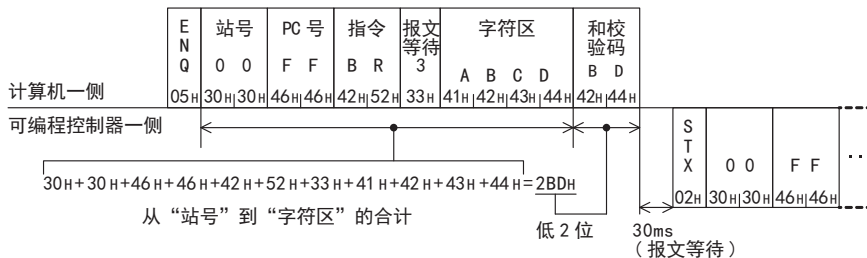 E N Q 站号 PC号 指令 报文等待 字符区 和校验码
0 0 F F B R 3 A B C D B D
计算机一侧 05H 30H 30H 46H 46H 42H 52H 33H 41H 42H 43H 44H 42H 44H
可编程控制器一侧
S T X 0 0 F F ..
02H 30H 30H 46H 46H
30H+30H+46H+46H+42H+52H+33H+41H+42H+43H+44H=2BDH
从“站号”到“字符区”的合计
低2位
30ms
(报文等待)